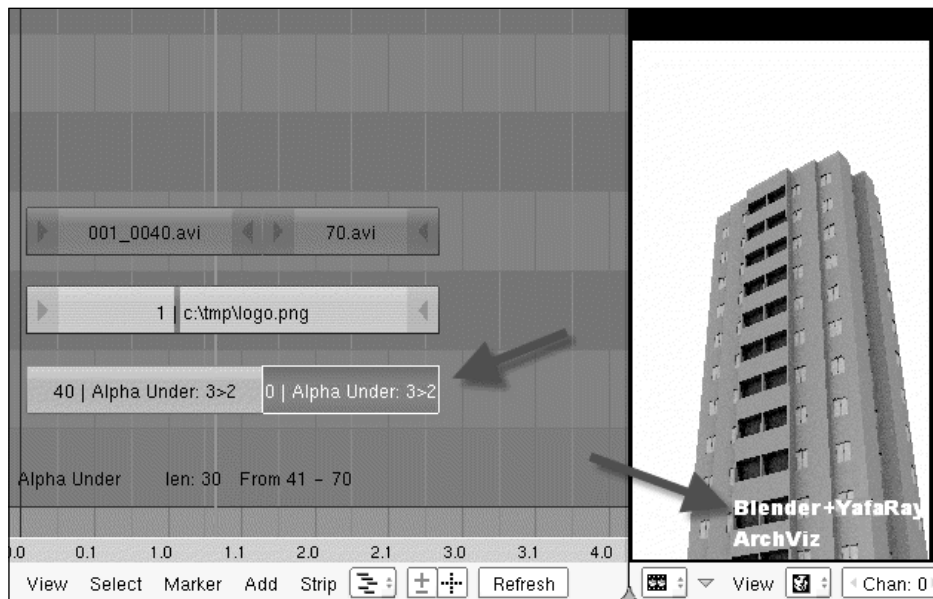 001_0040.avi
70.avi
1 | c:\tmp\logo.png
40 | Alpha Under: 3>2
0 | Alpha Under: 3>2
Alpha Under len: 30 From 41 - 70
Blender+YafaRay
ArchViz
0.0 0.1 1.0 1.1 2.0 2.1 3.0 3.1 4.0
View Select Marker Add Strip Refresh
View Chan: 0